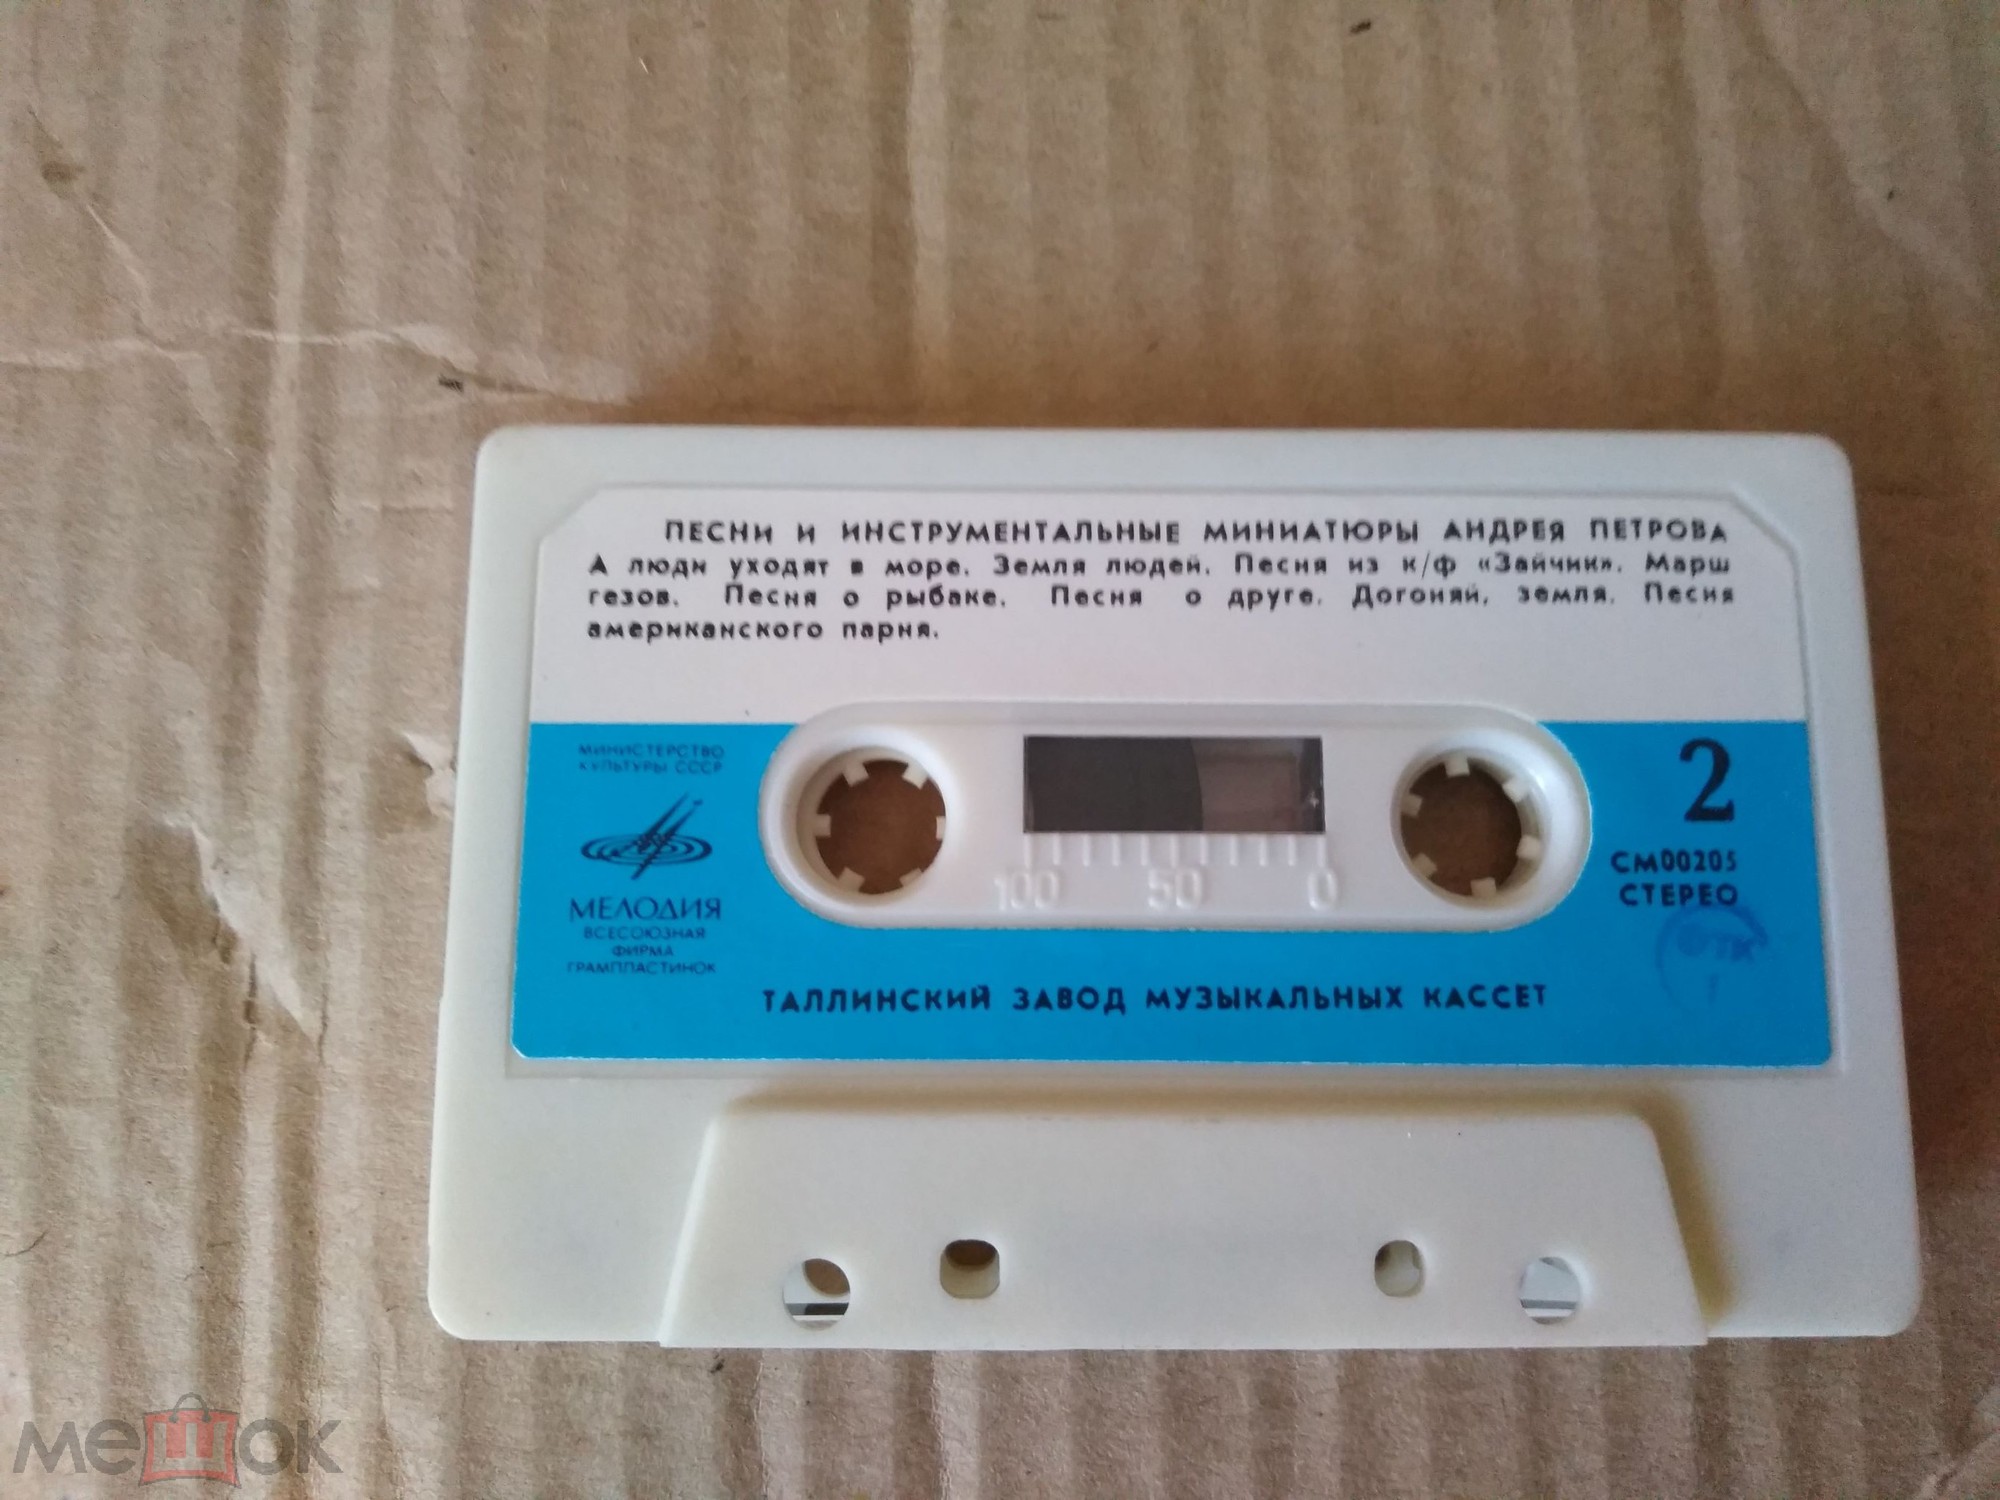 ПЕСНИ И ИНСТРУМЕНТАЛЬНЫЕ МИНИАТЮРЫ АНДРЕЯ ПЕТРОВА
А люди уходят в море. Земля людей. Песня из к/ф «Зайчик». Марш
гезов. Песня о рыбаке. Песня о друге. Догоняй, земля. Песня
американского парня.
МИНИСТЕРСТВО
КУЛЬТУРЫ СССР
МЕЛОДИЯ
ВСЕСОЮЗНАЯ
ФИРМА
ГРАМПЛАСТИНОК
100 50 0
2
СМ00205
СТЕРЕО
ОТК
1
ТАЛЛИНСКИЙ ЗАВОД МУЗЫКАЛЬНЫХ КАССЕТ
мешок